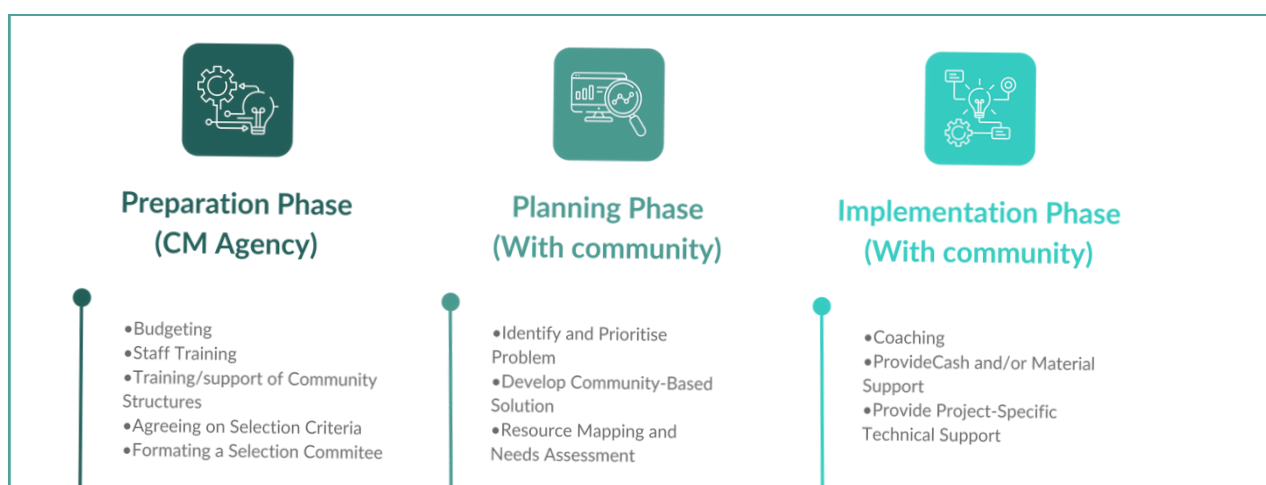 Preparation Phase
(CM Agency)
•Budgeting
•Staff Training
•Training/support of Community
Structures
•Agreeing on Selection Criteria
•Formating a Selection Commitee
Planning Phase
(With community)
•Identify and Prioritise
Problem
•Develop Community-Based
Solution
•Resource Mapping and
Needs Assessment
Implementation Phase
(With community)
•Coaching
•ProvideCash and/or Material
Support
•Provide Project-Specific
Technical Support